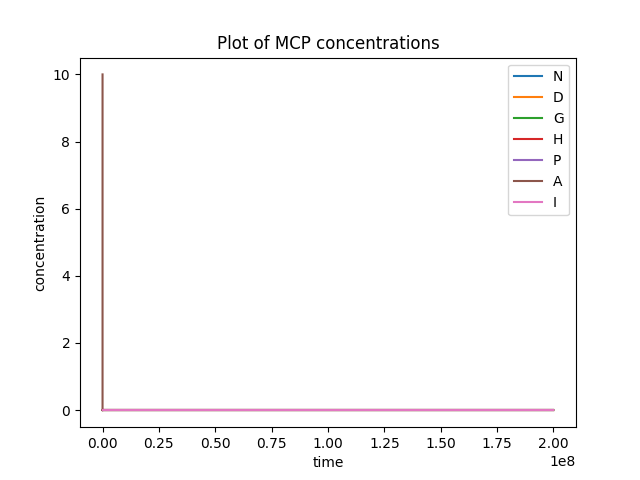 Plot of MCP concentrations
10
8
6
4
2
0
concentration
N
D
G
H
P
A
I
0.00 0.25 0.50 0.75 1.00 1.25 1.50 1.75 2.00
1e8
time